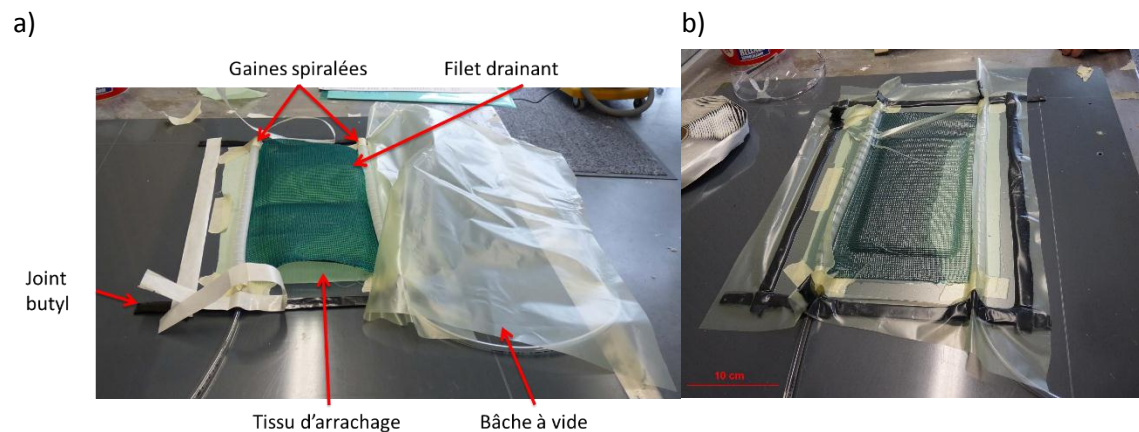 a)
b)
Gaines spiralées
Filet drainant
Joint
butyl
Tissu d'arrachage
Bâche à vide
10 cm